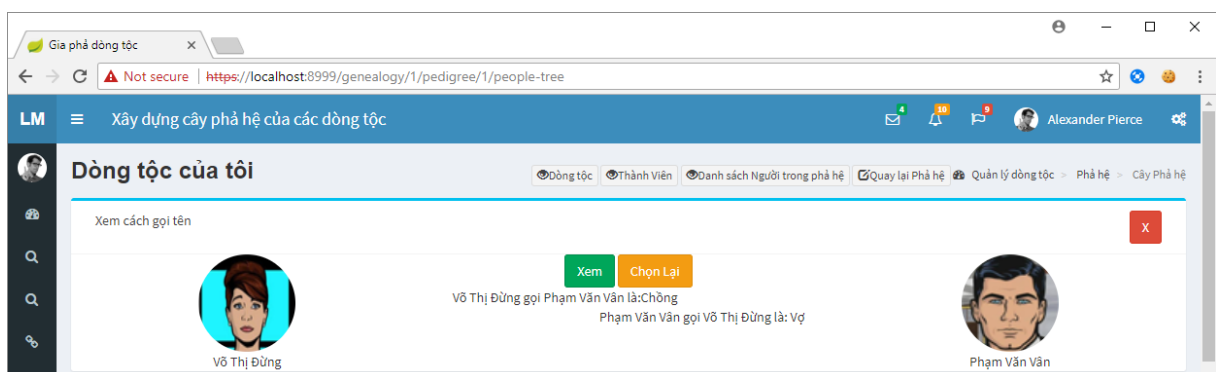 Gia phả dòng tộc
Not secure | https://localhost:8999/genealogy/1/pedigree/1/people-tree
LM Xây dựng cây phả hệ của các dòng tộc 4 10 9 Alexander Pierce
Dòng tộc của tôi Dòng tộc Thành Viên Danh sách Người trong phả hệ Quay lại Phả hệ Quản lý dòng tộc > Phả hệ > Cây Phả hệ
Xem cách gọi tên X
Xem Chọn Lại
Võ Thị Đừng gọi Phạm Văn Vân là:Chồng
Phạm Văn Vân gọi Võ Thị Đừng là: Vợ
Võ Thị Đừng Phạm Văn Vân